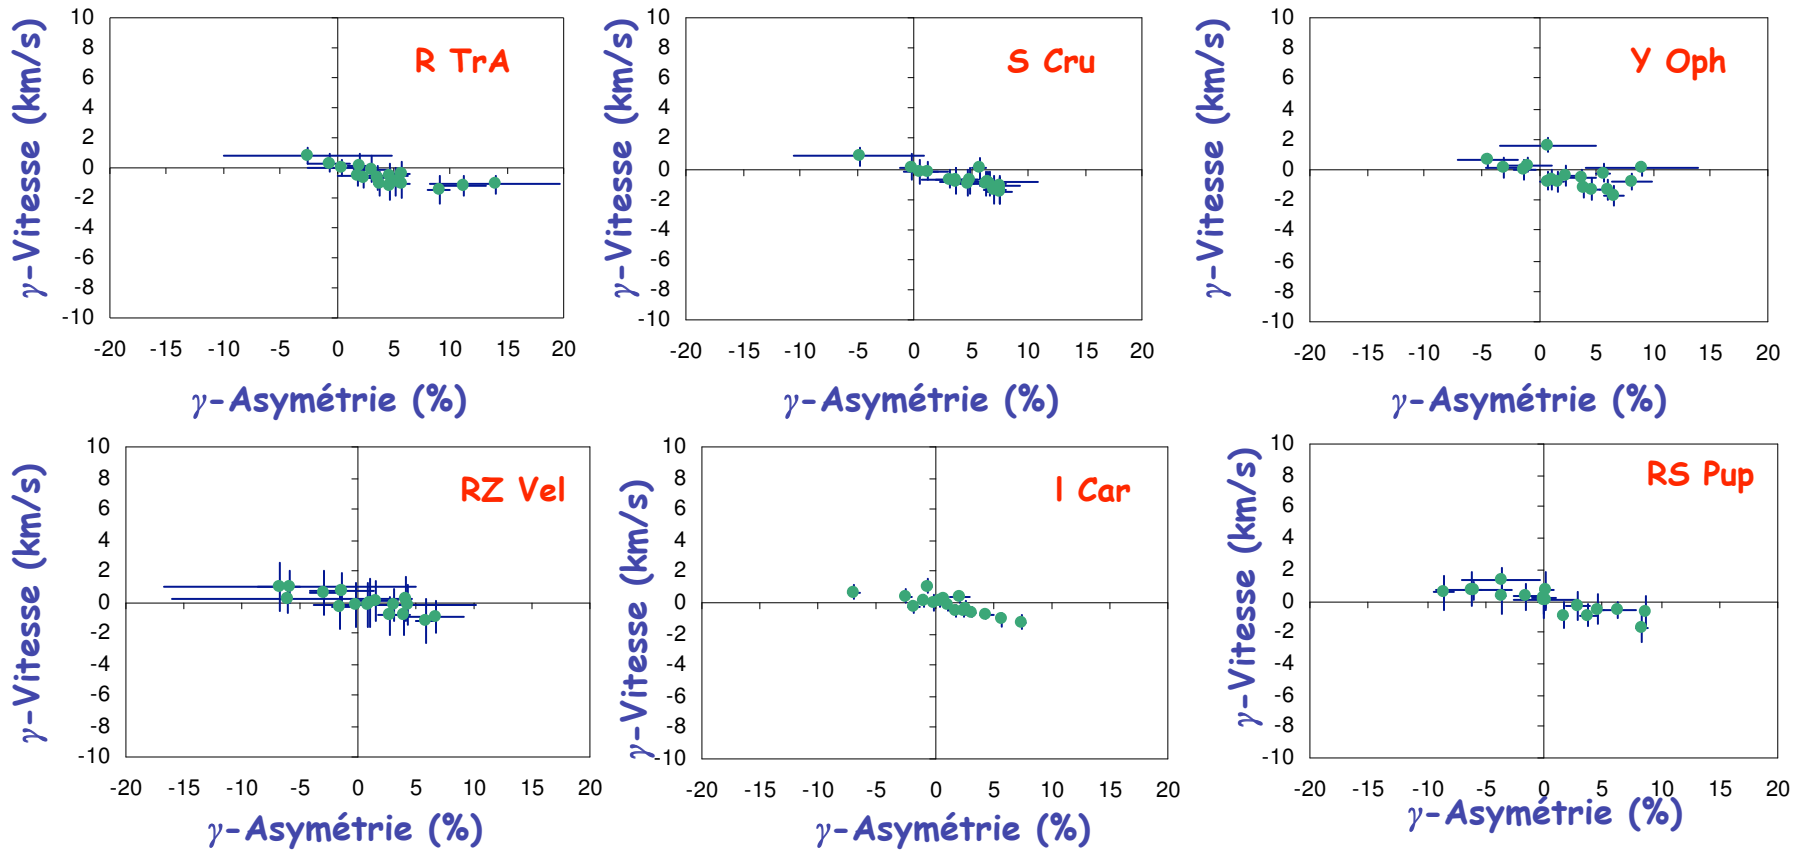 R TrA
γ-Vitesse (km/s)
10
8
6
4
2
0
-2
-4
-6
-8
-10
-20 -15 -10 -5 0 5 10 15 20
γ-Asymétrie (%)
S Cru
γ-Vitesse (km/s)
10
8
6
4
2
0
-2
-4
-6
-8
-10
-20 -15 -10 -5 0 5 10 15 20
γ-Asymétrie (%)
Y Oph
γ-Vitesse (km/s)
10
8
6
4
2
0
-2
-4
-6
-8
-10
-20 -15 -10 -5 0 5 10 15 20
γ-Asymétrie (%)
RZ Vel
γ-Vitesse (km/s)
10
8
6
4
2
0
-2
-4
-6
-8
-10
-20 -15 -10 -5 0 5 10 15 20
γ-Asymétrie (%)
l Car
γ-Vitesse (km/s)
10
8
6
4
2
0
-2
-4
-6
-8
-10
-20 -15 -10 -5 0 5 10 15 20
γ-Asymétrie (%)
RS Pup
γ-Vitesse (km/s)
10
8
6
4
2
0
-2
-4
-6
-8
-10
-20 -15 -10 -5 0 5 10 15 20
γ-Asymétrie (%)